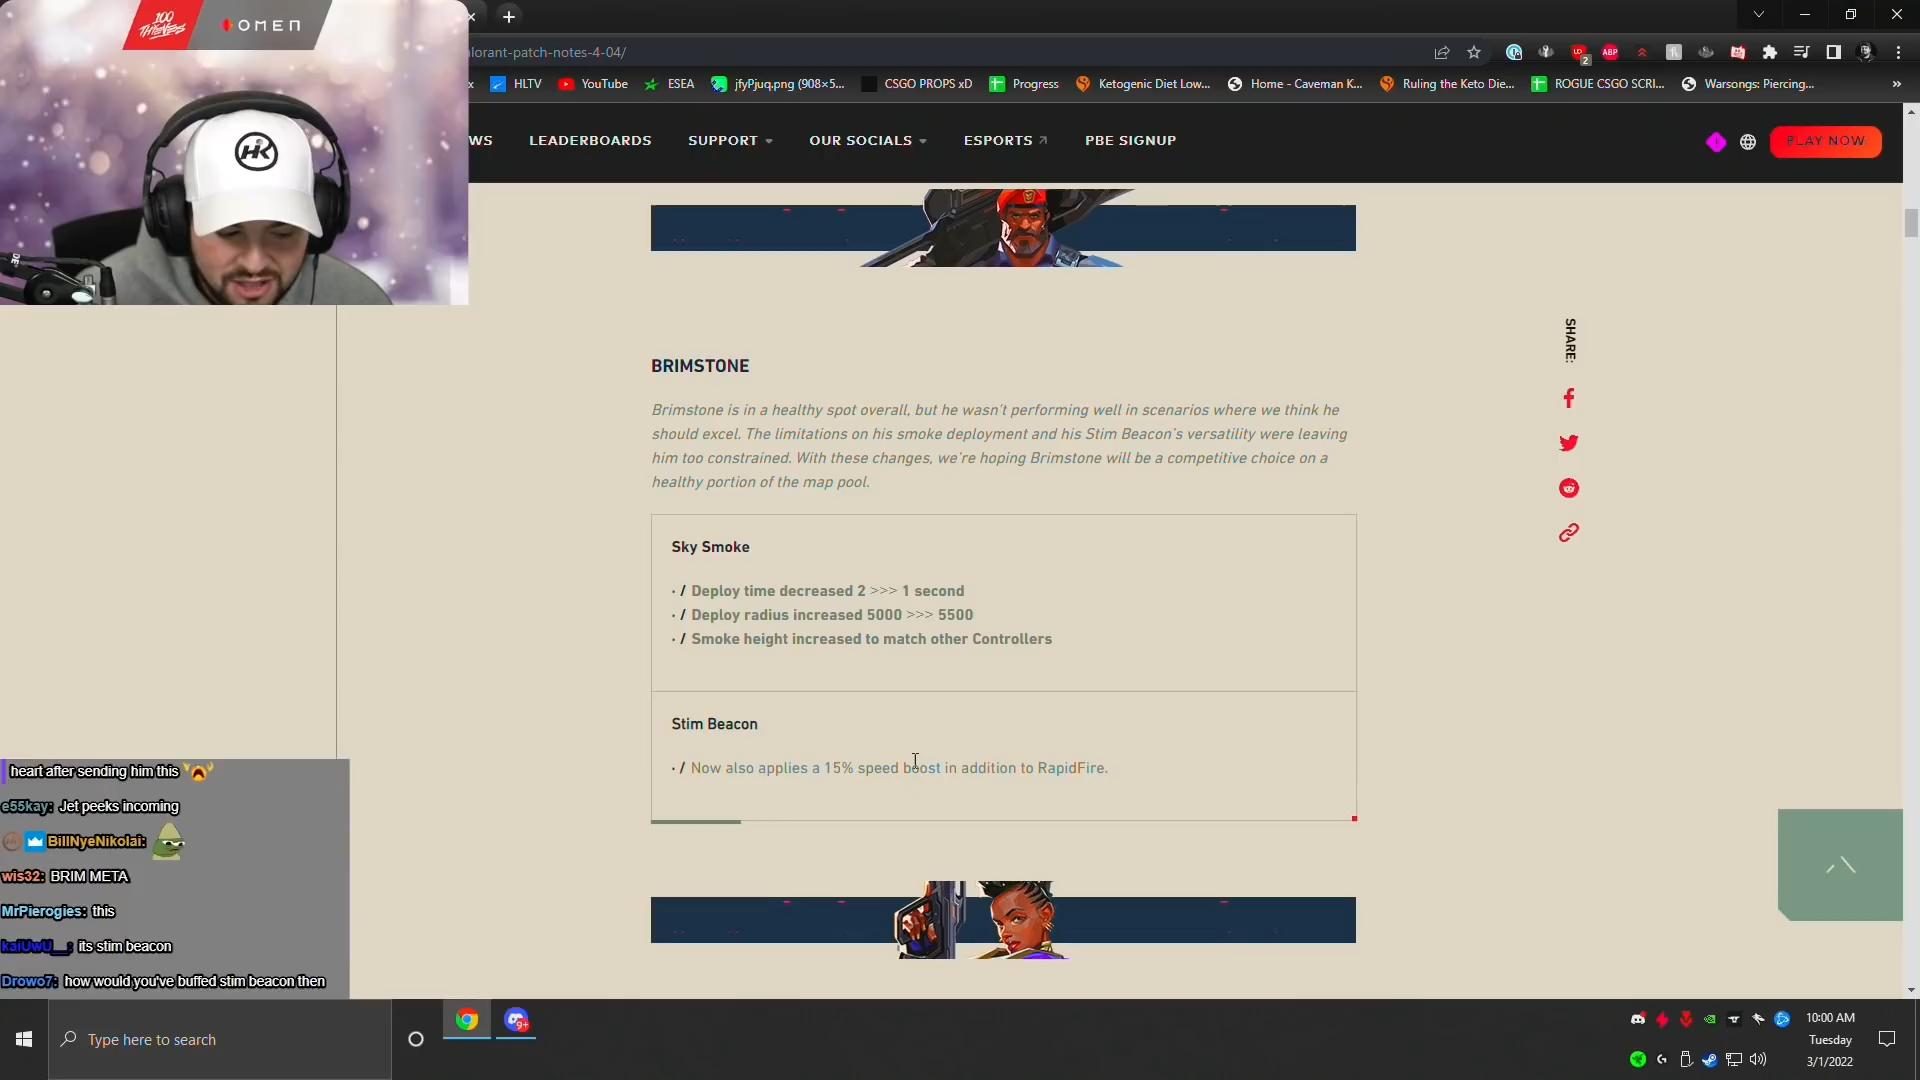 100
THIEVES
OMEN
HK
lorant-patch-notes-4-04/
2
ABP
x
HLTV
YouTube
ESEA
jfyPjuq.png (908×5...
CSGO PROPS xD
Progress
Ketogenic Diet Low...
Home - Caveman K...
Ruling the Keto Die...
ROGUE CSGO SCRI...
Warsongs: Piercing...
»
WS
LEADERBOARDS
SUPPORT
OUR SOCIALS
ESPORTS
PBE SIGNUP
PLAY NOW
SHARE:
BRIMSTONE
Brimstone is in a healthy spot overall, but he wasn't performing well in scenarios where we think he
should excel. The limitations on his smoke deployment and his Stim Beacon's versatility were leaving
him too constrained. With these changes, we're hoping Brimstone will be a competitive choice on a
healthy portion of the map pool.
Sky Smoke
· / Deploy time decreased 2 >>> 1 second
· / Deploy radius increased 5000 >>> 5500
· / Smoke height increased to match other Controllers
Stim Beacon
· / Now also applies a 15% speed boost in addition to RapidFire.
heart after sending him this
e55kay: Jet peeks incoming
BillNyeNikolai:
wis32: BRIM META
MrPierogies: this
kaiUwU__: its stim beacon
Drowo7: how would you've buffed stim beacon then
Type here to search
9+
10:00 AM
Tuesday
3/1/2022